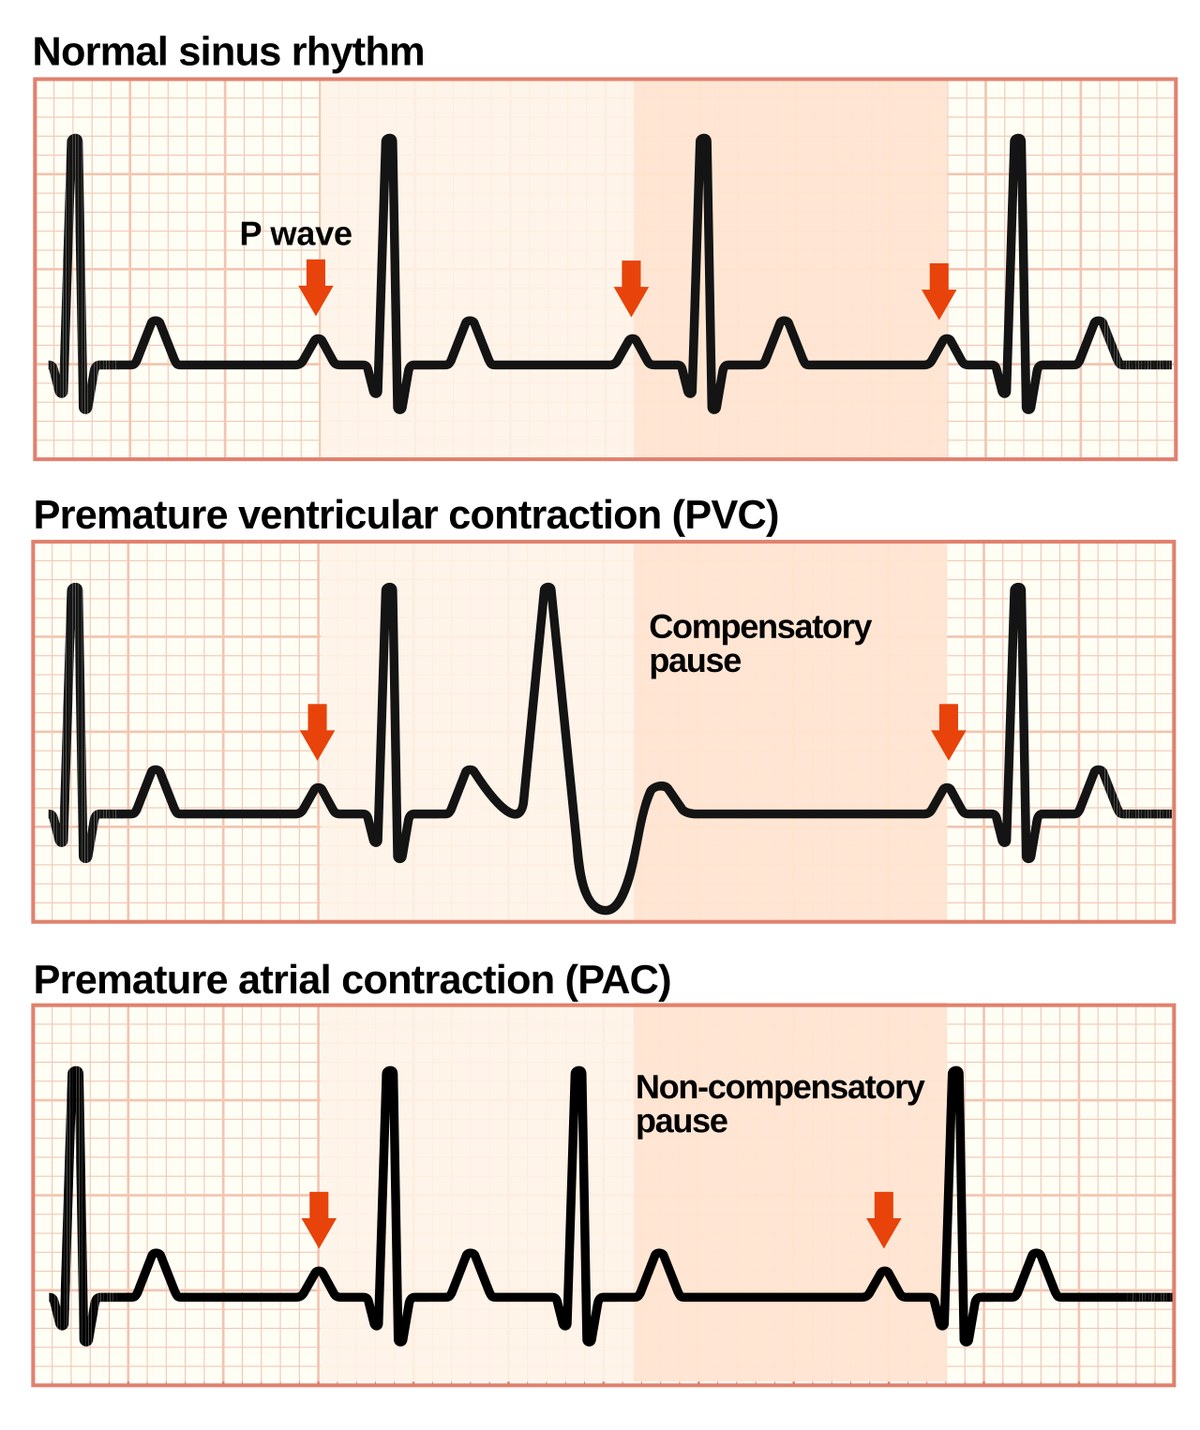 Normal sinus rhythm
P wave
Premature ventricular contraction (PVC)
Compensatory
pause
Premature atrial contraction (PAC)
Non-compensatory
pause